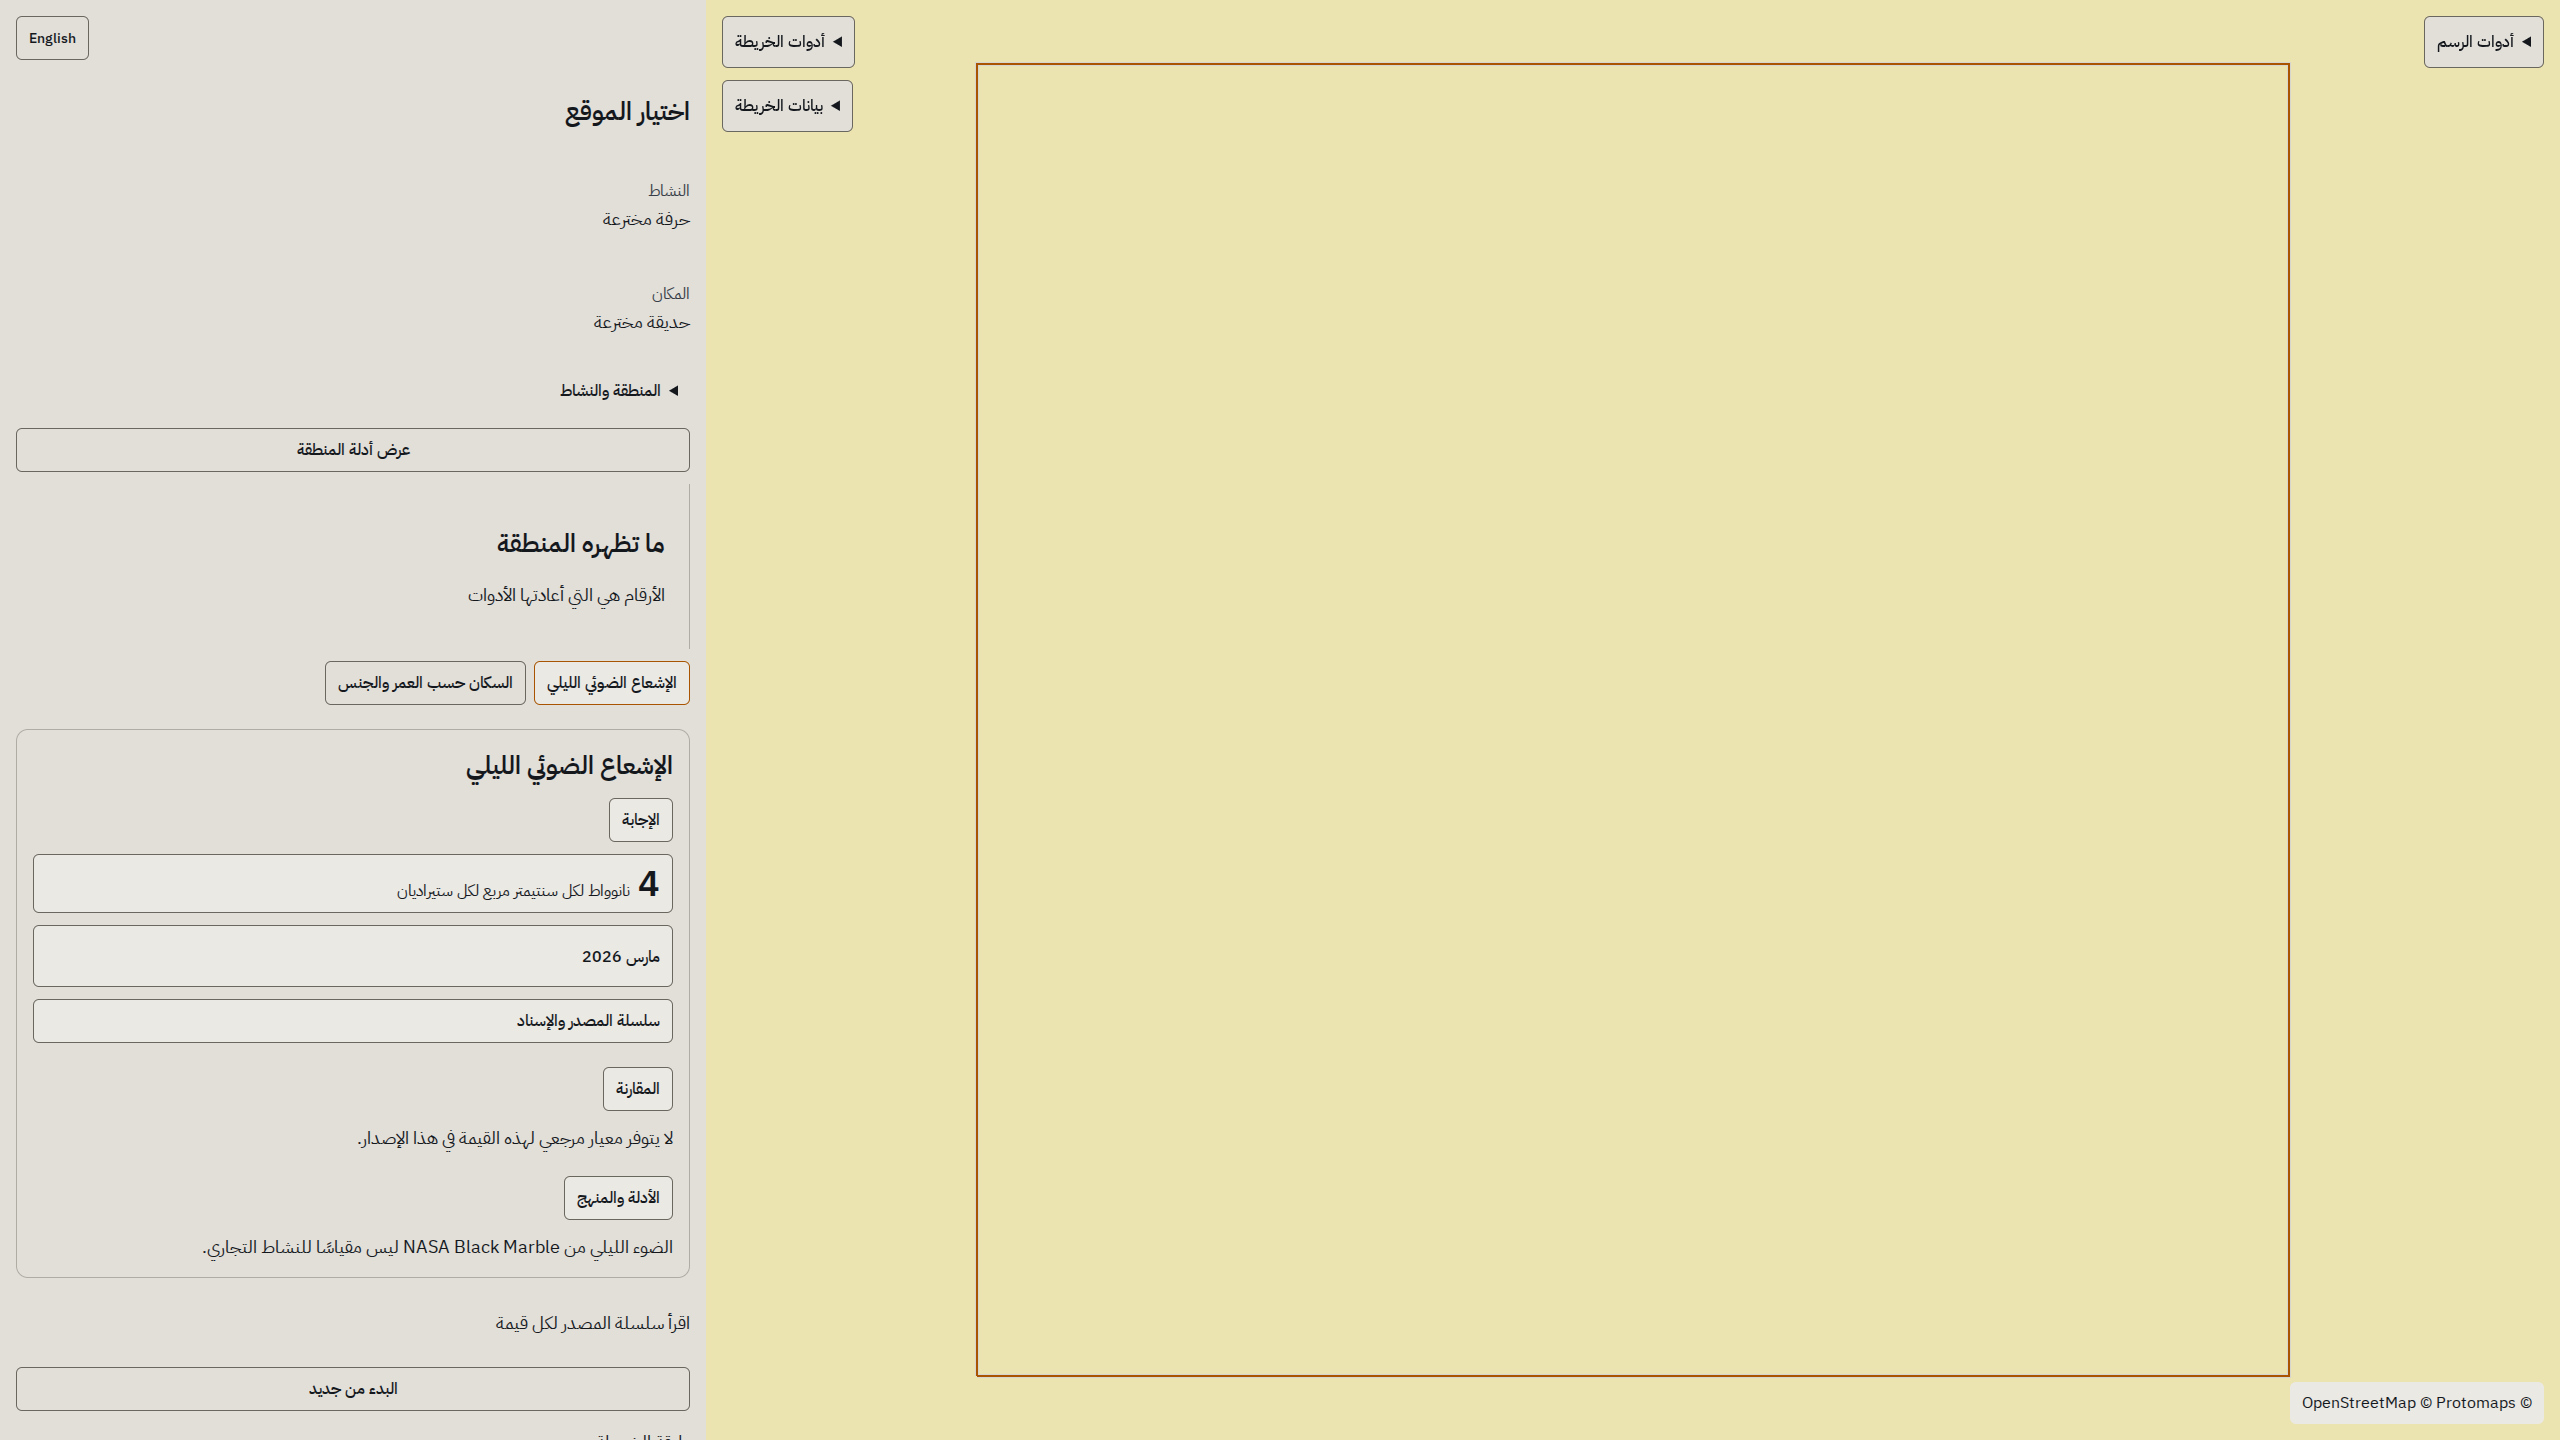 English
اختيار الموقع
النشاط
حرفة مخترعة
المكان
حديقة مخترعة
المنطقة والنشاط
عرض أدلة المنطقة
ما تظهره المنطقة
الأرقام هي التي أعادتها الأدوات
الإشعاع الضوئي الليلي
السكان حسب العمر والجنس
الإشعاع الضوئي الليلي
الإجابة
4 نانوواط لكل سنتيمتر مربع لكل ستيراديان
مارس 2026
سلسلة المصدر والإسناد
المقارنة
لا يتوفر معيار مرجعي لهذه القيمة في هذا الإصدار.
الأدلة والمنهج
الضوء الليلي من NASA Black Marble ليس مقياسًا للنشاط التجاري.
اقرأ سلسلة المصدر لكل قيمة
البدء من جديد
أدوات الخريطة
بيانات الخريطة
أدوات الرسم
OpenStreetMap © Protomaps ©